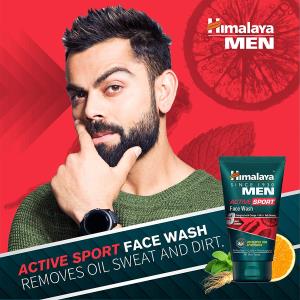 Himalaya
MEN
Himalaya
SINCE 1930
MEN
ACTIVE SPORT
Face Wash
ACTIVE SPORT FACE WASH
REMOVES OIL SWEAT AND DIRT.